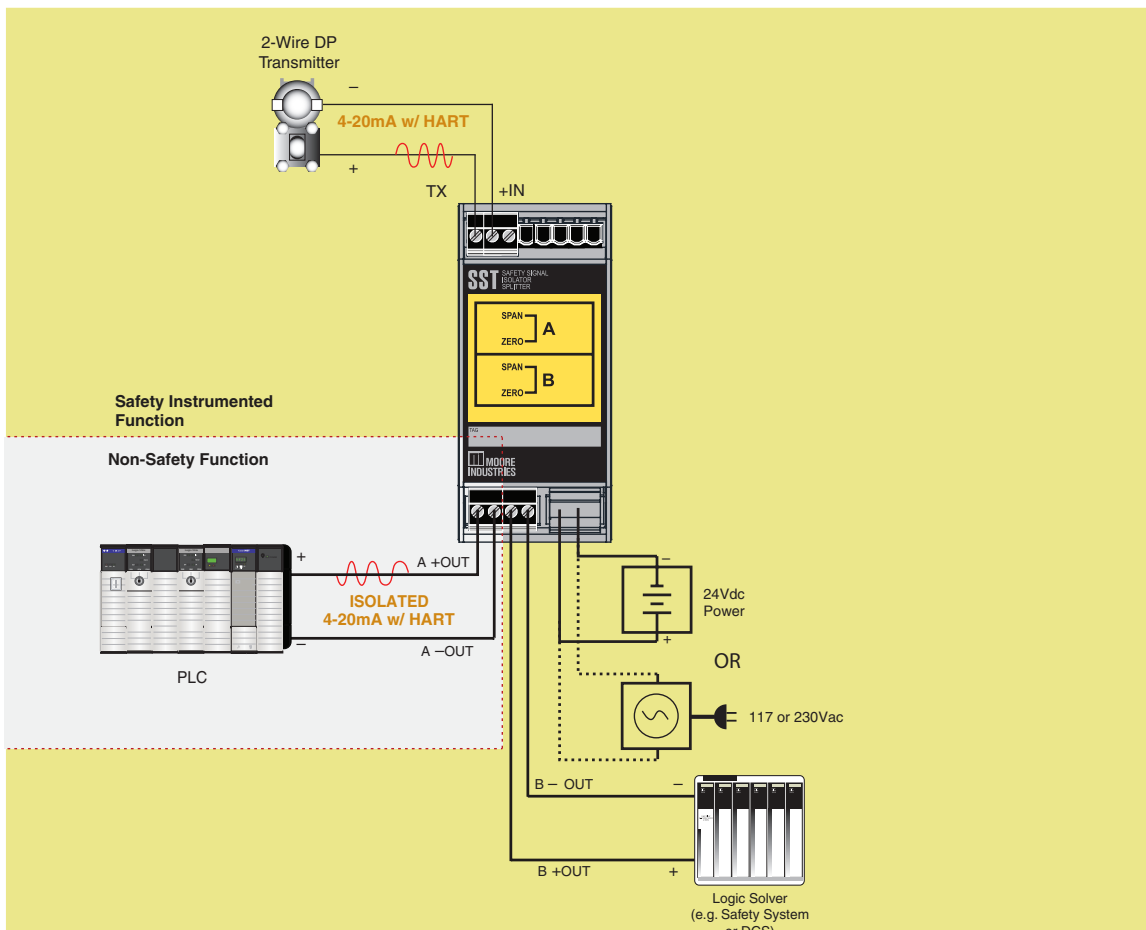 2-Wire DP
Transmitter
–
4-20mA w/ HART
+
TX
+IN
SST
SAFETY SIGNAL
ISOLATOR
SPLITTER
SPAN
A
ZERO
SPAN
B
ZERO
TAG
MOORE
INDUSTRIES
Safety Instrumented
Function
Non-Safety Function
+
A +OUT
ISOLATED
4-20mA w/ HART
–
A –OUT
PLC
–
24Vdc
Power
+
OR
117 or 230Vac
B – OUT
–
B +OUT
+
Logic Solver
(e.g. Safety System
or DCS)